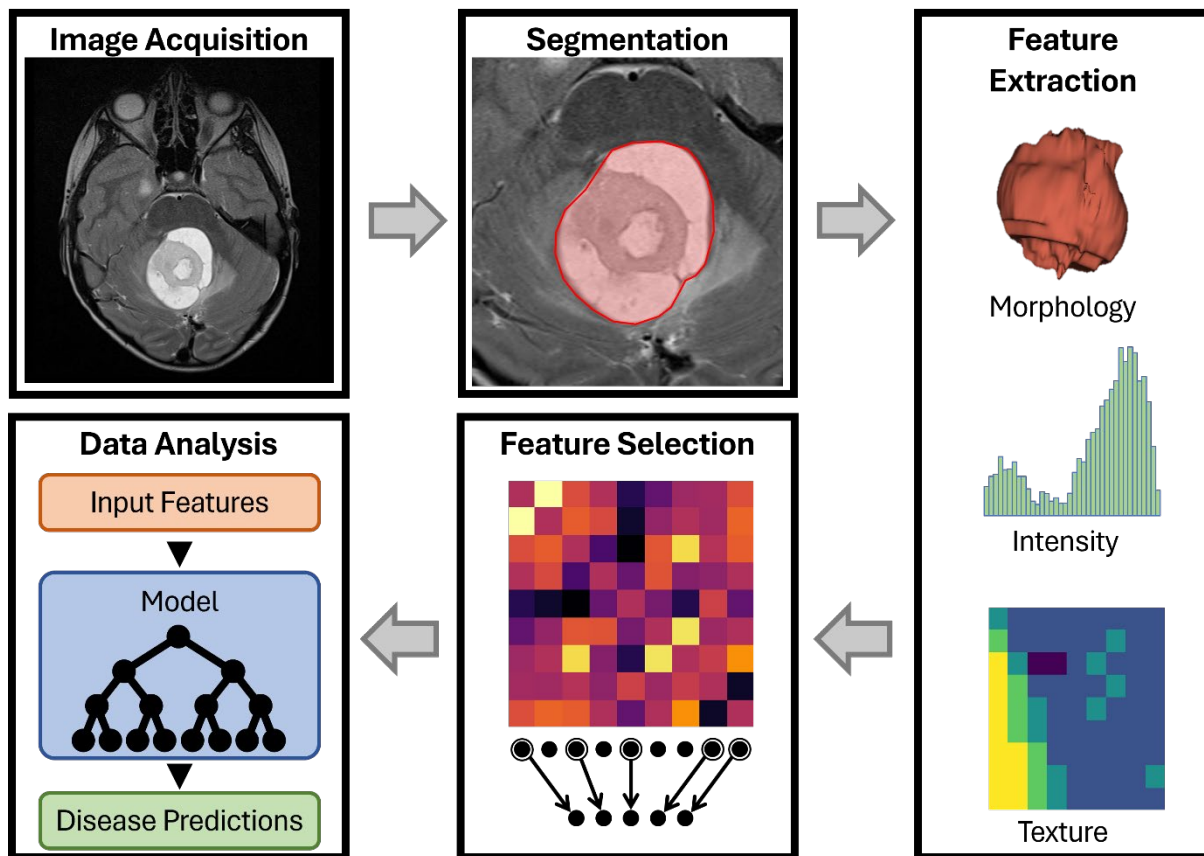 Image Acquisition
Segmentation
Feature
Extraction
Morphology
Intensity
Texture
Feature Selection
Data Analysis
Input Features
Model
Disease Predictions